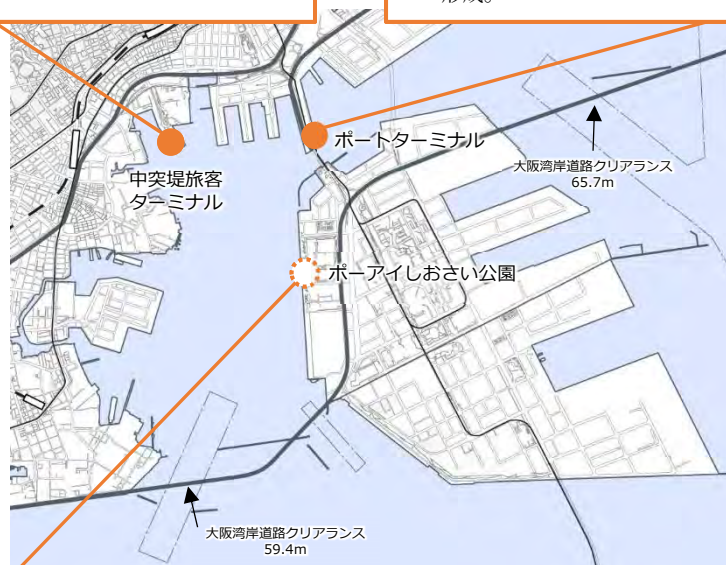 形成。
ポートターミナル
中突堤旅客
ターミナル
大阪湾岸道路クリアランス
65.7m
ポーアイしおさい公園
大阪湾岸道路クリアランス
59.4m